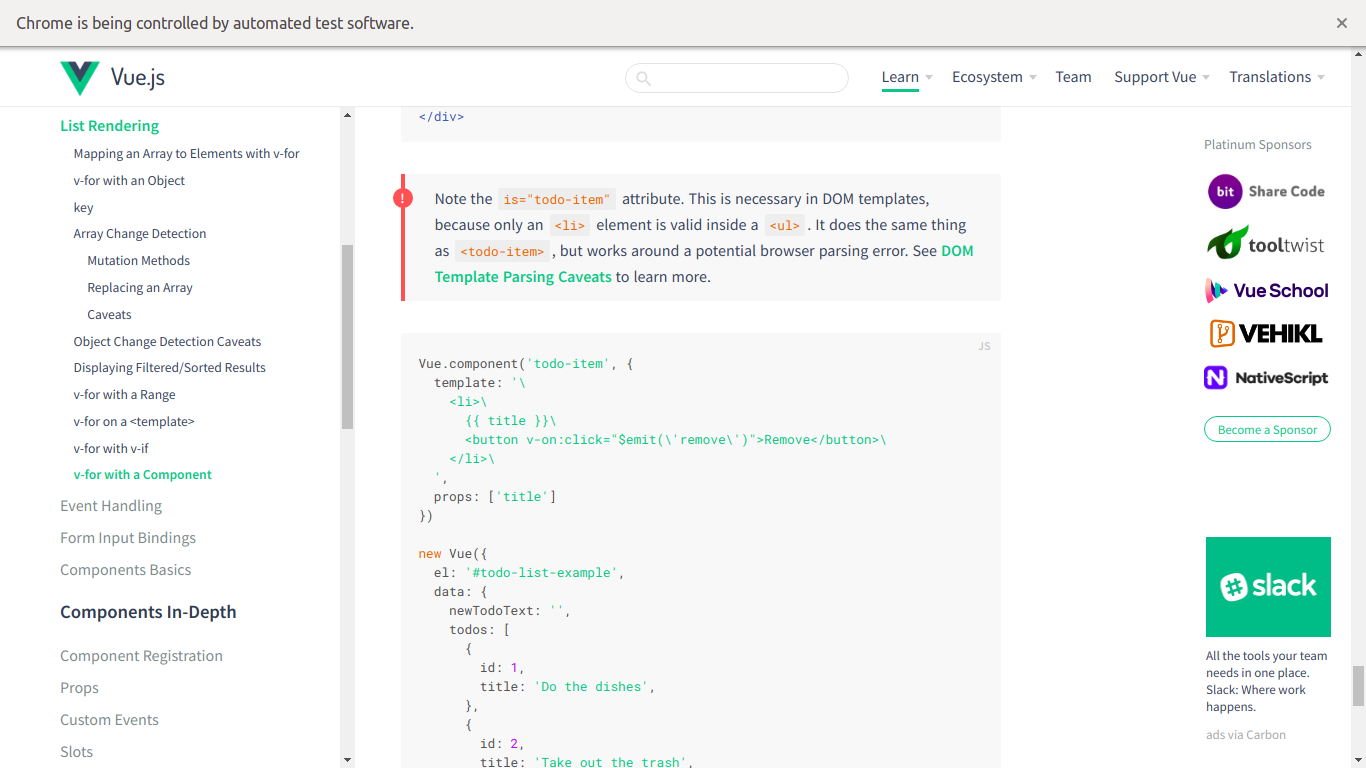 Chrome is being controlled by automated test software.
Vue.js
Learn
Ecosystem
Team
Support Vue
Translations
List Rendering
Mapping an Array to Elements with v-for
v-for with an Object
key
Array Change Detection
Mutation Methods
Replacing an Array
Caveats
Object Change Detection Caveats
Displaying Filtered/Sorted Results
v-for with a Range
v-for on a <template>
v-for with v-if
v-for with a Component
Event Handling
Form Input Bindings
Components Basics
Components In-Depth
Component Registration
Props
Custom Events
Slots
</div>
!
Note the is="todo-item" attribute. This is necessary in DOM templates,
because only an <li> element is valid inside a <ul>. It does the same thing
as <todo-item>, but works around a potential browser parsing error. See DOM
Template Parsing Caveats to learn more.
JS
Vue.component('todo-item', {
  template: '\
    <li>\
      {{ title }}\
      <button v-on:click="$emit(\'remove\')">Remove</button>\
    </li>\
  ',
  props: ['title']
})
new Vue({
  el: '#todo-list-example',
  data: {
    newTodoText: '',
    todos: [
      {
        id: 1,
        title: 'Do the dishes',
      },
      {
        id: 2,
        title: 'Take out the trash',
Platinum Sponsors
bit Share Code
tooltwist
Vue School
VEHIKL
NativeScript
Become a Sponsor
slack
All the tools your team
needs in one place.
Slack: Where work
happens.
ads via Carbon